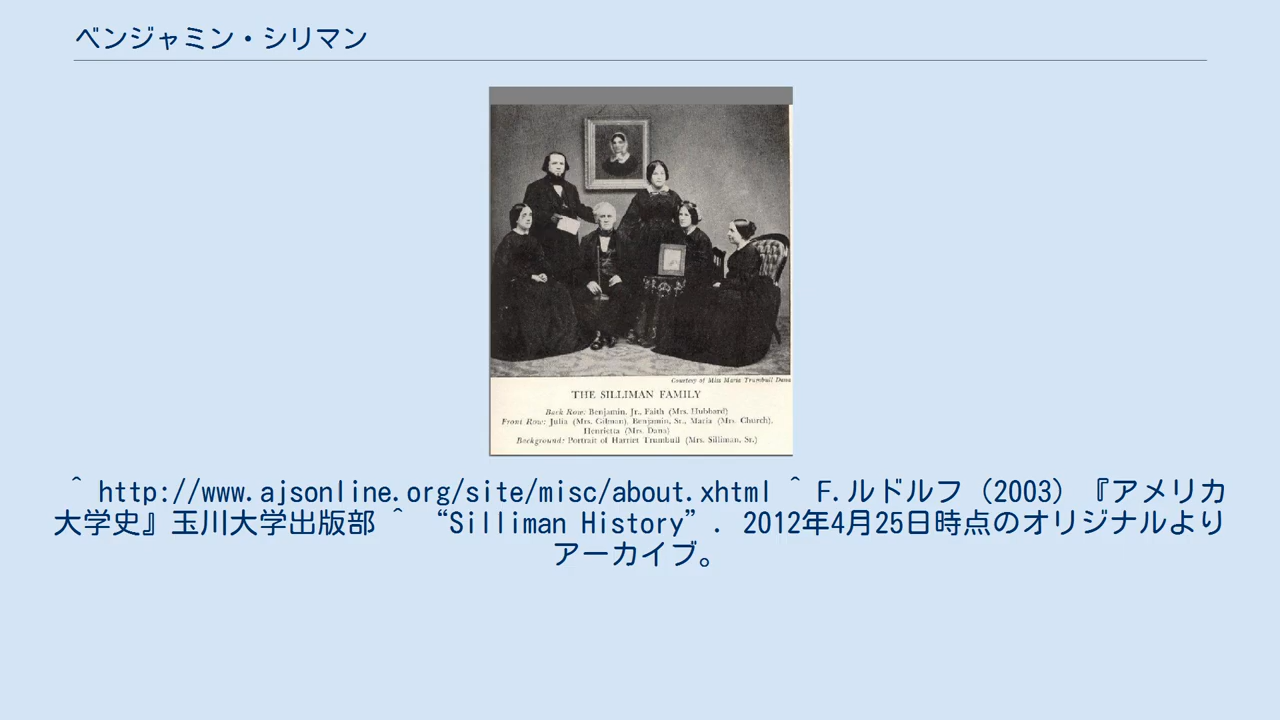 ベンジャミン・シリマン
Courtesy of Miss Maria Trumbull Dana
THE SILLIMAN FAMILY
Back Row: Benjamin, Jr., Faith (Mrs. Hubbard)
Front Row: Julia (Mrs. Gilman), Benjamin, Sr., Maria (Mrs. Church),
Henrietta (Mrs. Dana)
Background: Portrait of Harriet Trumbull (Mrs. Silliman, Sr.)
^ http://www.ajsonline.org/site/misc/about.xhtml ^ F.ルドルフ（2003）『アメリカ
大学史』玉川大学出版部 ^ “Silliman History”. 2012年4月25日時点のオリジナルより
アーカイブ。